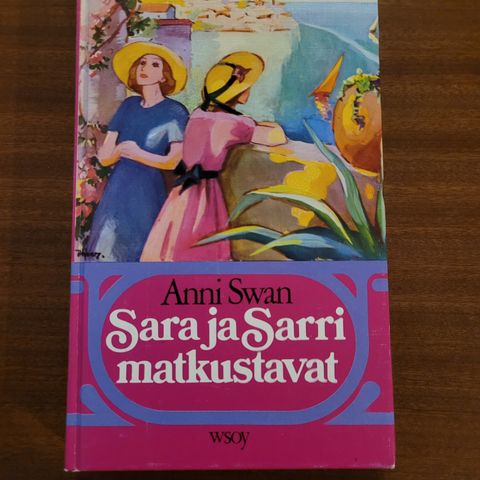 Anni Swan
Sara ja Sarri
matkustavat
wsoy